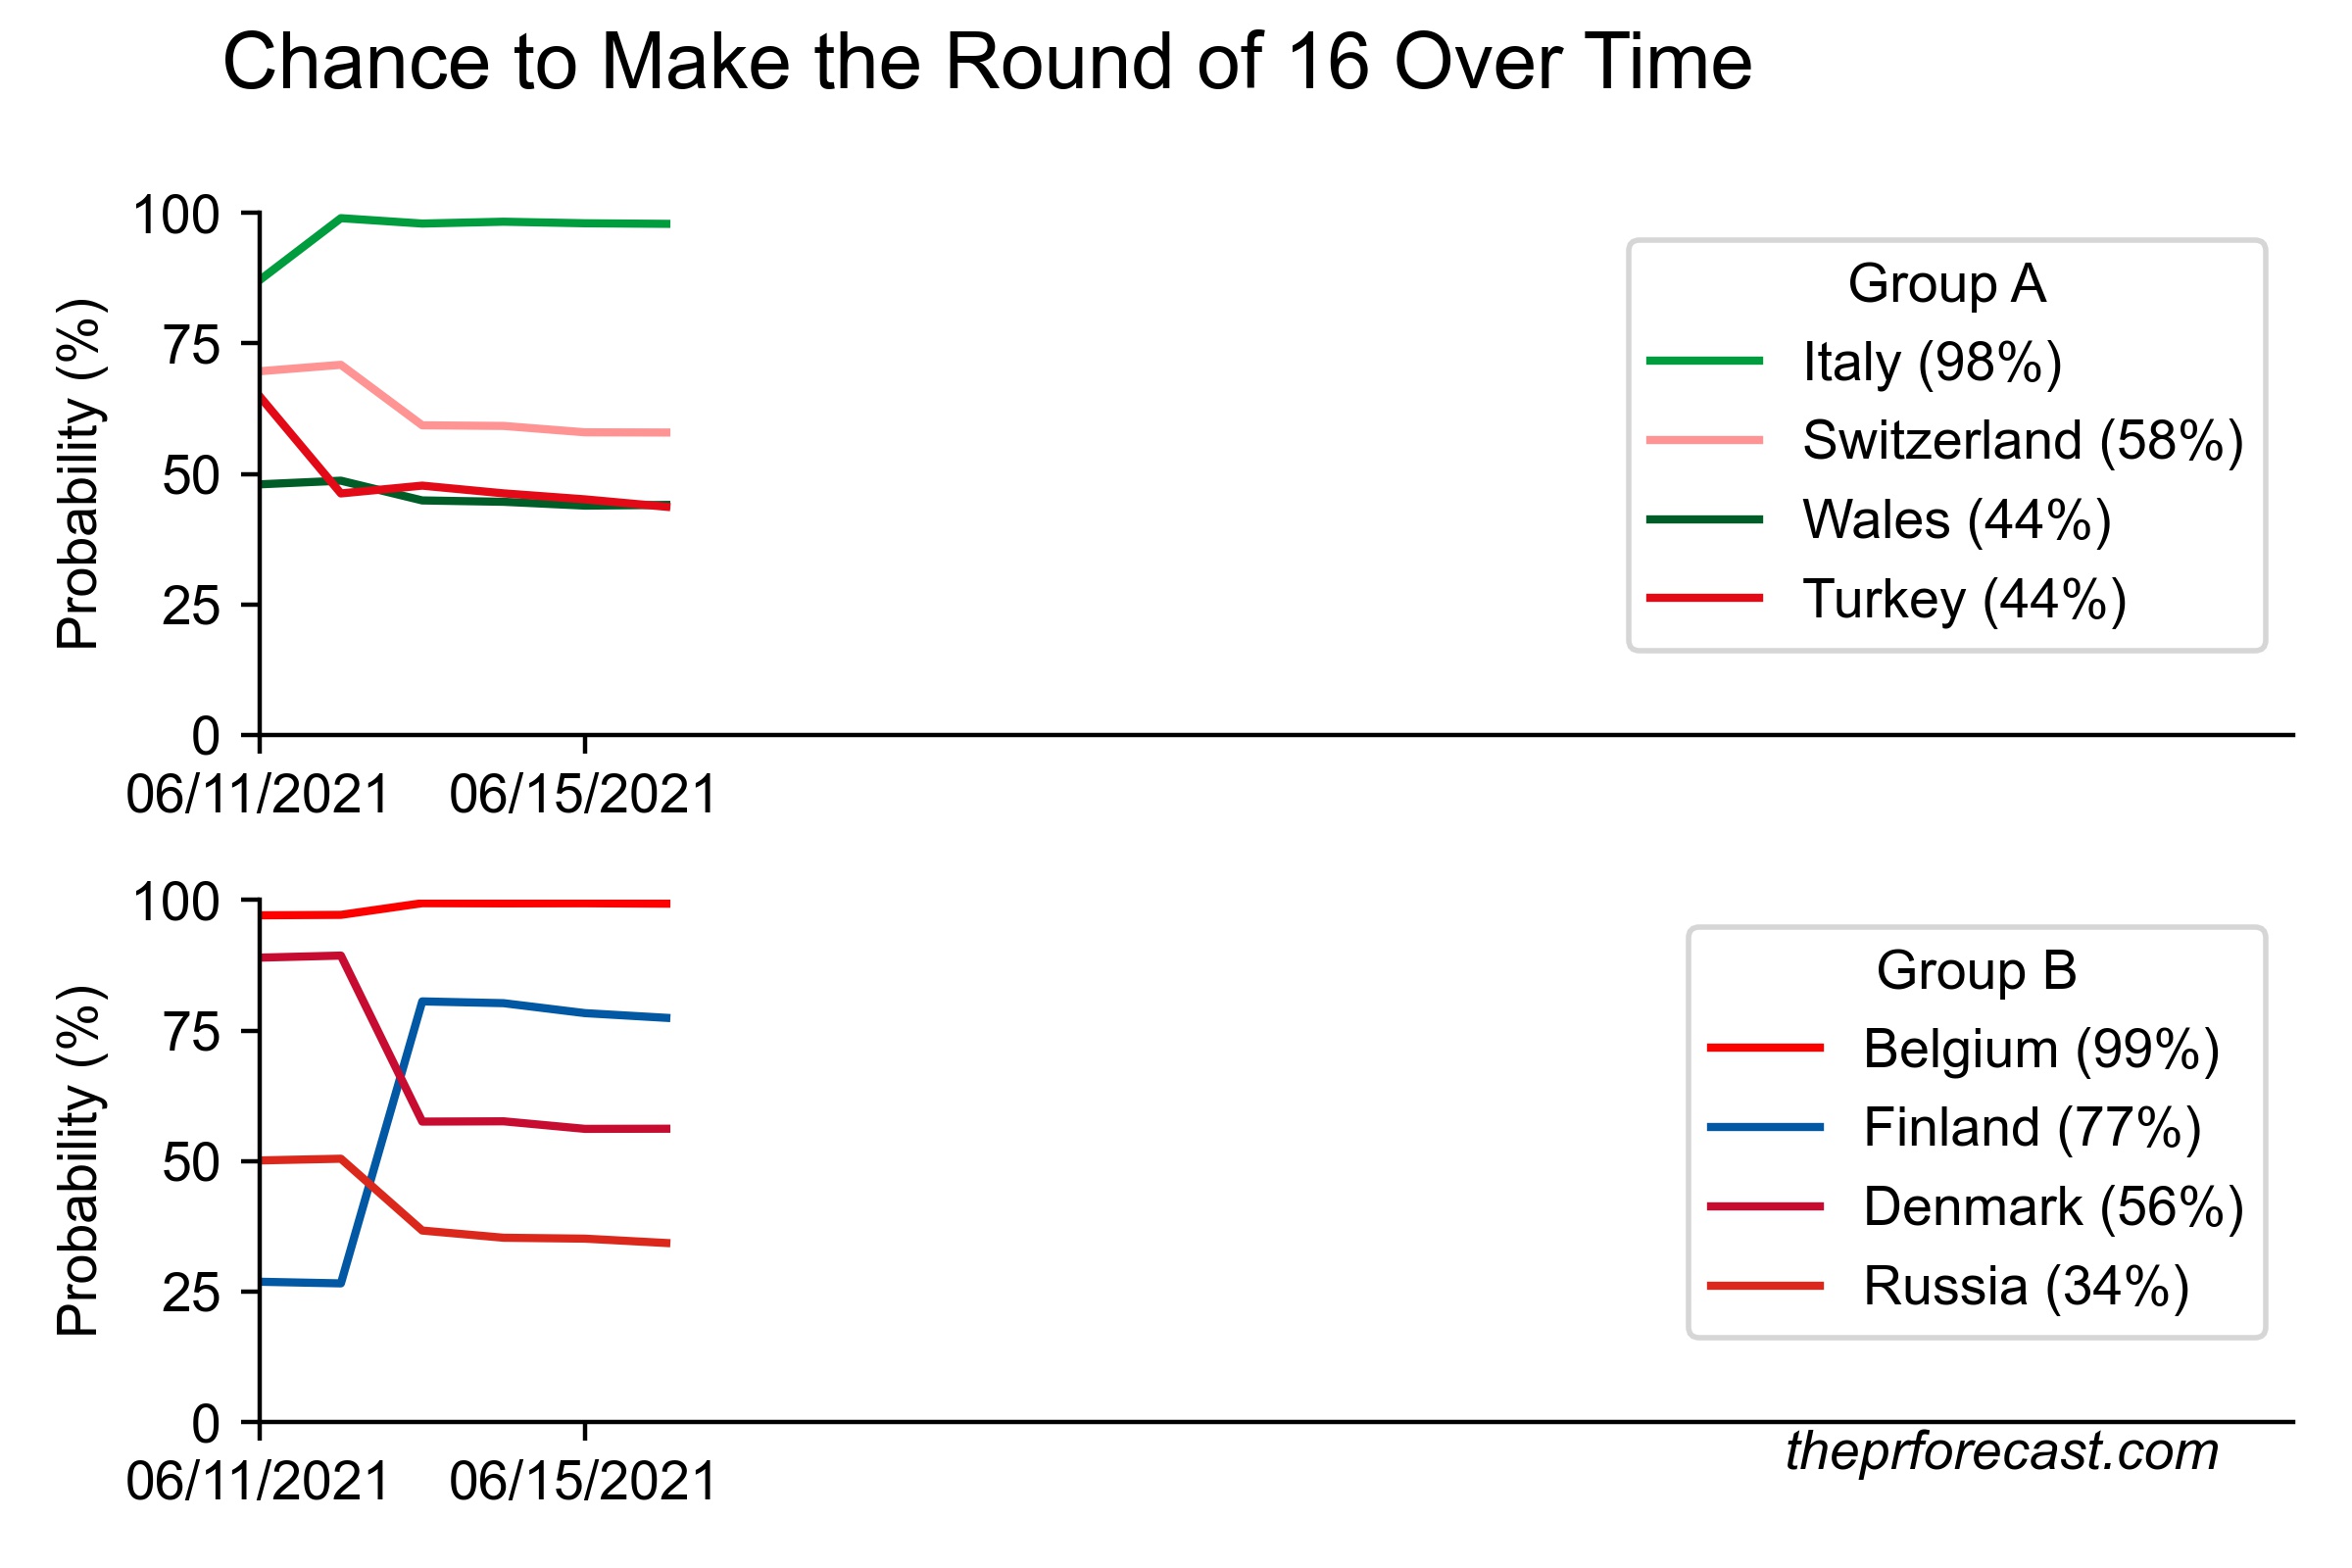 Chance to Make the Round of 16 Over Time
Probability (%)
100
75
50
25
0
06/11/2021 06/15/2021
Group A
Italy (98%)
Switzerland (58%)
Wales (44%)
Turkey (44%)
Probability (%)
100
75
50
25
0
06/11/2021 06/15/2021
Group B
Belgium (99%)
Finland (77%)
Denmark (56%)
Russia (34%)
theprforecast.com